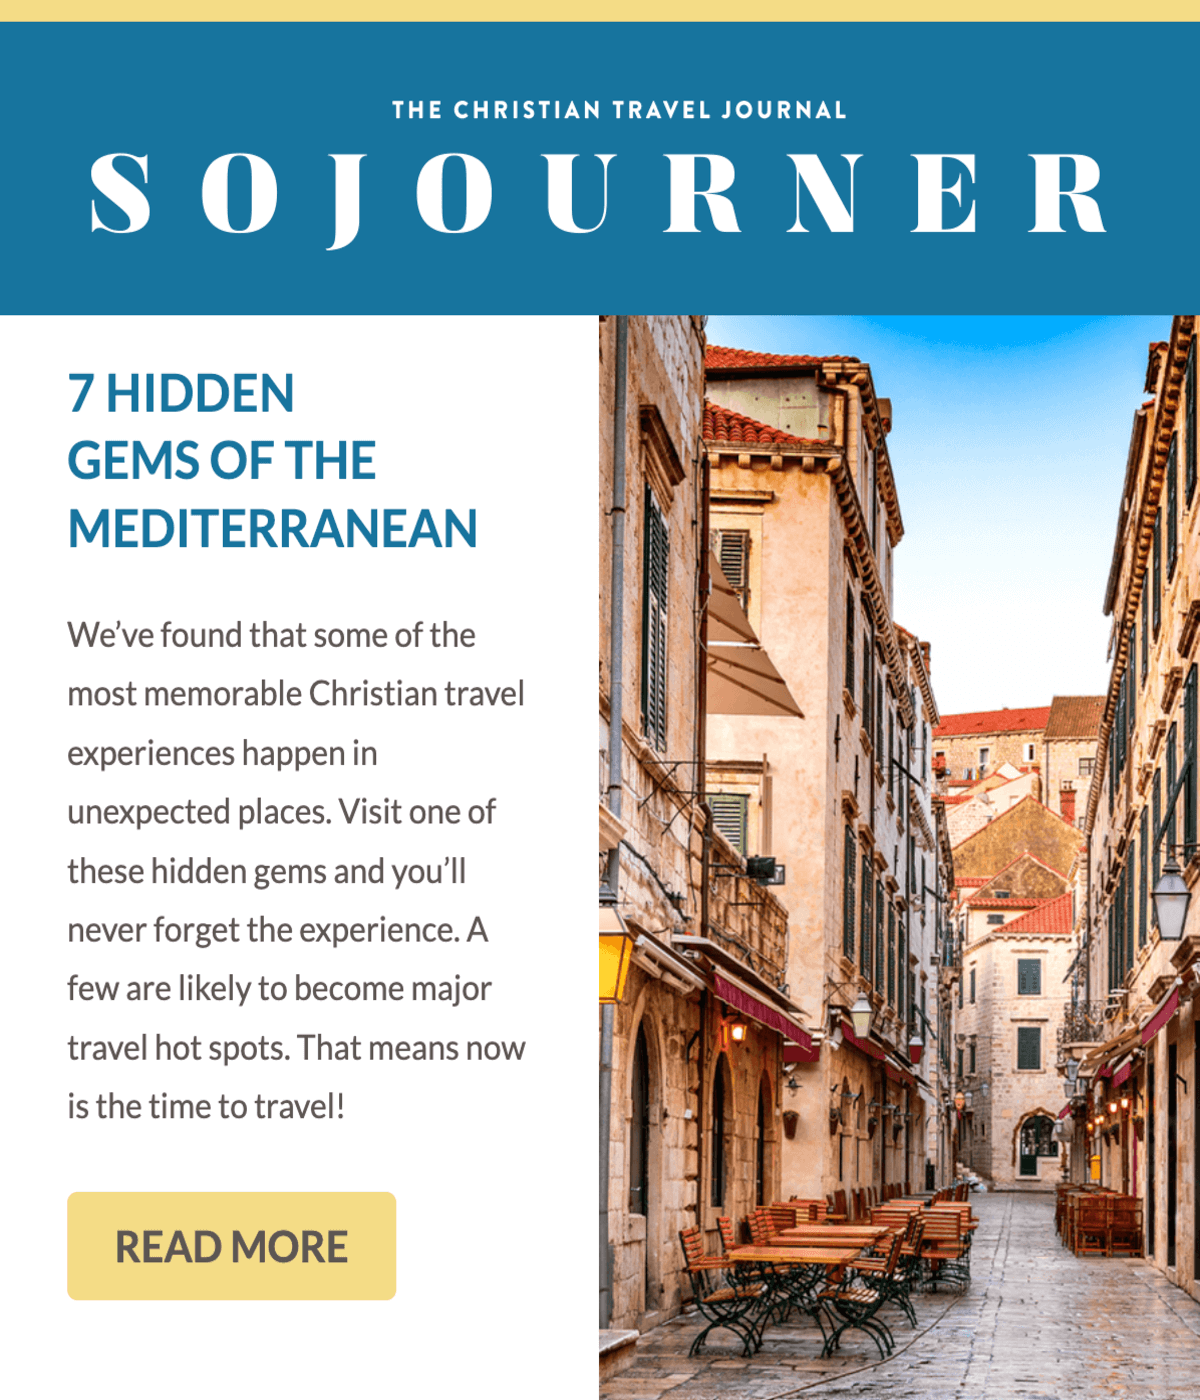 THE CHRISTIAN TRAVEL JOURNAL
SOJOURNER
7 HIDDEN
GEMS OF THE
MEDITERRANEAN
We’ve found that some of the
most memorable Christian travel
experiences happen in
unexpected places. Visit one of
these hidden gems and you’ll
never forget the experience. A
few are likely to become major
travel hot spots. That means now
is the time to travel!
READ MORE